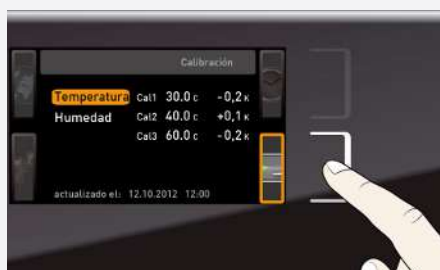 Calibración
Temperatura Cal1 30.0 c -0,2 K
Humedad Cal2 40.0 c +0,1 K
Cal3 60.0 c -0,2 K
actualizado el: 12.10.2012 12:00